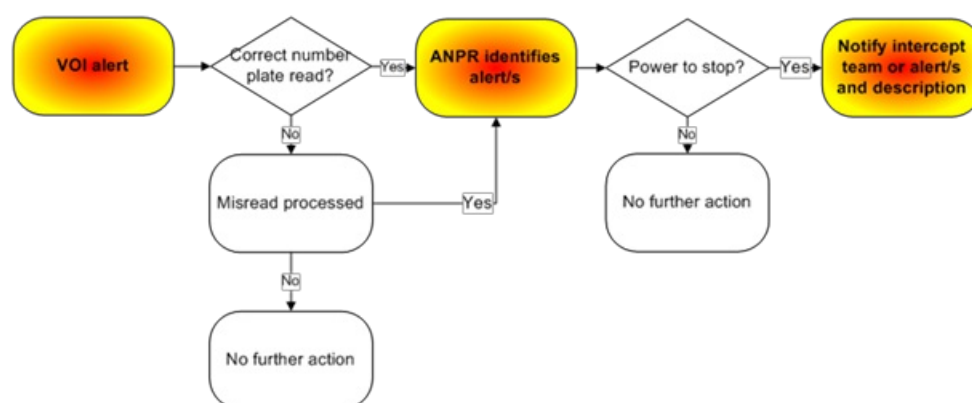 VOI alert
Correct number
plate read?
Yes
ANPR identifies
alert/s
Power to stop?
Yes
Notify intercept
team or alert/s
and description
No
No
Misread processed
Yes
No further action
No
No further action